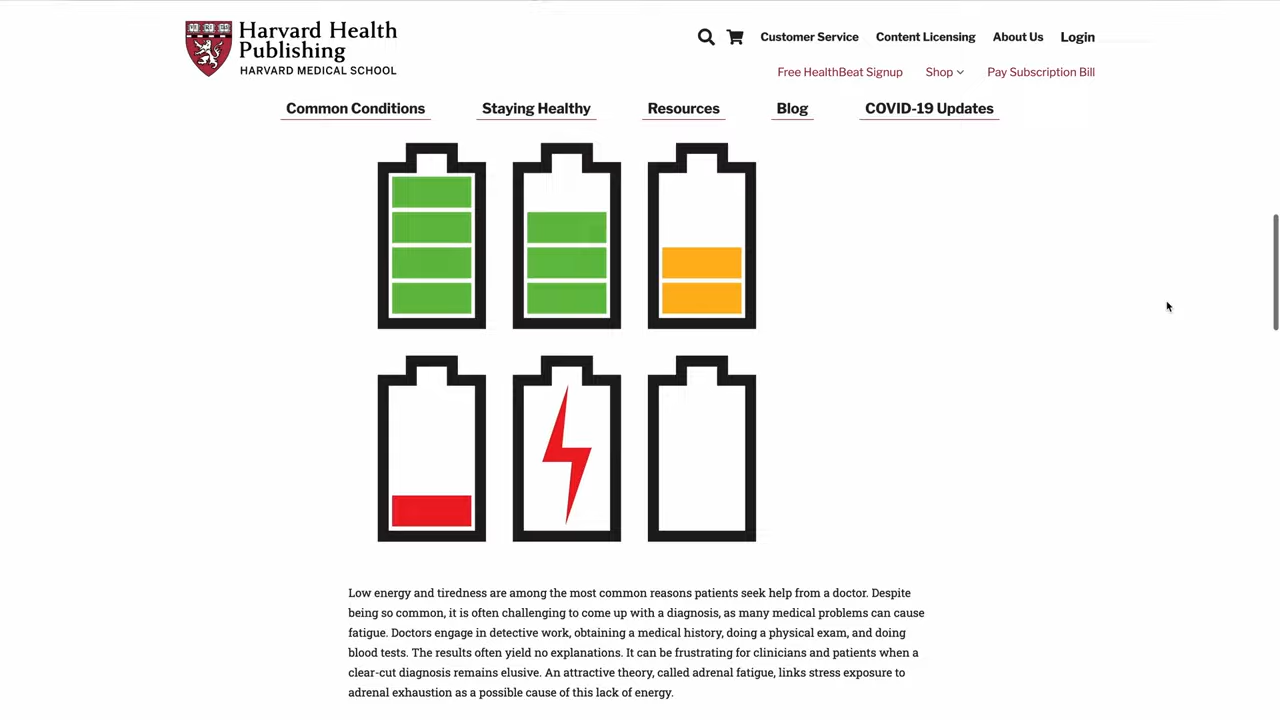 Harvard Health
Publishing
HARVARD MEDICAL SCHOOL
Customer Service Content Licensing About Us Login
Free HealthBeat Signup Shop Pay Subscription Bill
Common Conditions Staying Healthy Resources Blog COVID-19 Updates
Low energy and tiredness are among the most common reasons patients seek help from a doctor. Despite
being so common, it is often challenging to come up with a diagnosis, as many medical problems can cause
fatigue. Doctors engage in detective work, obtaining a medical history, doing a physical exam, and doing
blood tests. The results often yield no explanations. It can be frustrating for clinicians and patients when a
clear-cut diagnosis remains elusive. An attractive theory, called adrenal fatigue, links stress exposure to
adrenal exhaustion as a possible cause of this lack of energy.